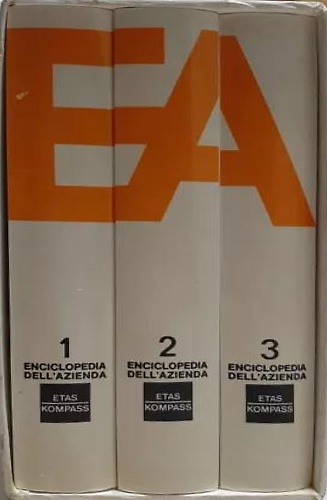 EA
1
ENCICLOPEDIA
DELL'AZIENDA
ETAS
KOMPASS
2
ENCICLOPEDIA
DELL'AZIENDA
ETAS
KOMPASS
3
ENCICLOPEDIA
DELL'AZIENDA
ETAS
KOMPASS